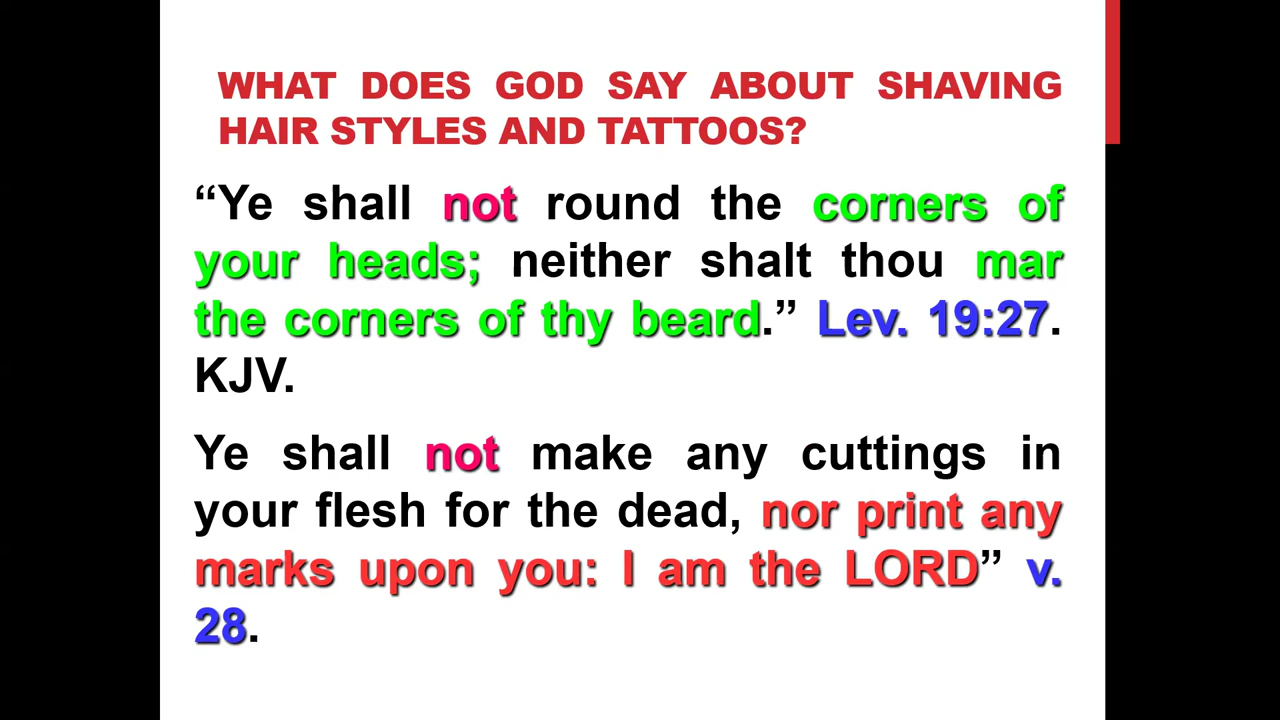 WHAT DOES GOD SAY ABOUT SHAVING
HAIR STYLES AND TATTOOS?
“Ye shall not round the corners of
your heads; neither shalt thou mar
the corners of thy beard.” Lev. 19:27.
KJV.
Ye shall not make any cuttings in
your flesh for the dead, nor print any
marks upon you: I am the LORD” v.
28.